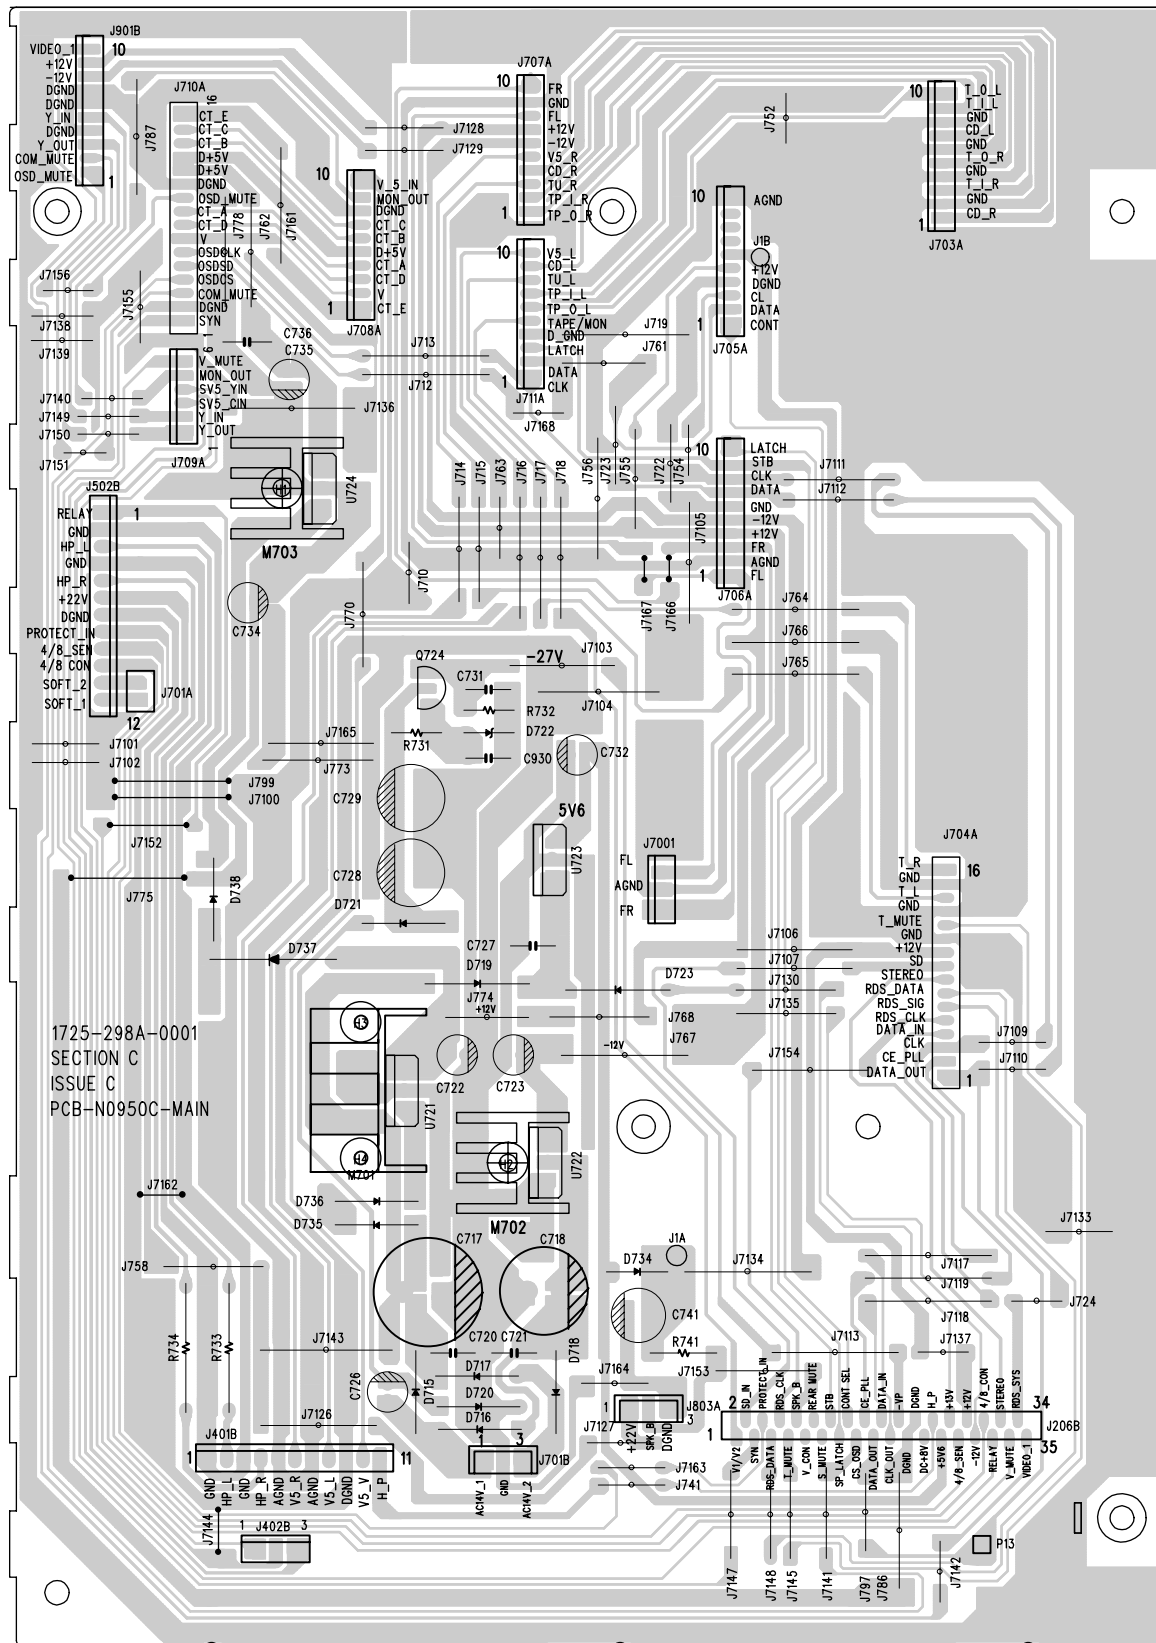 J901B
10
VIDEO_1
+12V
-12V
DGND
DGND
Y_IN
DGND
Y_OUT
COM_MUTE
OSD_MUTE
1
J787
J710A
16
CT_E
CT_C
CT_B
D+5V
D+5V
DGND
OSD_MUTE
CT_A
CT_D
V
OSDCLK
OSDSD
OSDCS
COM_MUTE
DGND
SYN
1
J778
J762
J7161
J7128
J7129
10
V_5_IN
MON_OUT
DGND
CT_C
CT_B
D+5V
CT_A
CT_D
V
CT_E
1
J708A
J707A
10
FR
GND
FL
+12V
-12V
V5_R
CD_R
TU_R
TP_I_R
TP_O_R
1
10
V5_L
CD_L
TU_L
TP_I_L
TP_O_L
TAPE/MON
D_GND
LATCH
DATA
CLK
1
J711A
J7168
J752
10
T_O_L
T_I_L
GND
CD_L
GND
T_O_R
GND
T_I_R
GND
CD_R
1
J703A
10
AGND
J1B
+12V
DGND
CL
DATA
CONT
1
J705A
J719
J761
J7156
J7155
J7138
J7139
J7140
J7149
J7150
J7151
C736
C735
J713
J712
J7136
6
V_MUTE
MON_OUT
SV5_YIN
SV5_CIN
Y_IN
Y_OUT
1
J709A
H1
U724
M703
J502B
RELAY
1
GND
HP_L
GND
HP_R
+22V
DGND
PROTECT_IN
4/8_SEN
4/8 CON
SOFT_2
SOFT_1
12
J701A
C734
J770
J710
J714
J715
J763
J716
J717
J718
J756
J723
J755
J722
J754
J7105
J7167
J7166
10
LATCH
STB
CLK
DATA
GND
-12V
+12V
FR
AGND
FL
1
J706A
J7111
J7112
J764
J766
J765
J7103
J7104
-27V
Q724
C731
R732
D722
C930
R731
C732
C729
C728
D721
5V6
U723
J7101
J7102
J7165
J773
J799
J7100
J7152
J775
D738
D737
J7001
FL
AGND
FR
J704A
T_R
16
GND
T_L
GND
T_MUTE
GND
+12V
SD
STEREO
RDS_DATA
RDS_SIG
RDS_CLK
DATA_IN
CLK
CE_PLL
DATA_OUT
1
J7109
J7110
J7106
J7107
J7130
J7135
J7154
C727
D719
J774
+12V
D723
J768
-12V
J767
C722
C723
H3
H4
U721
M701
H2
U722
M702
1725-298A-0001
SECTION C
ISSUE C
PCB-N0950C-MAIN
J7162
D736
D735
J758
R734
R733
C717
C718
J1A
D734
C741
R741
J7134
J7133
J7117
J7119
J7118
J724
J7113
J7137
J7143
C726
C720
C721
D717
D715
D720
D716
D718
J7164
J7153
J7127
J7126
J401B
1
11
GND
HP_L
GND
HP_R
AGND
V5_R
AGND
V5_L
DGND
V5_V
H_P
J7144
1
J402B
3
1
3
J701B
AC14V_1
GND
AC14V_2
1
J803A
3
+22V
SPK_B
DGND
J7163
J741
2
SD_IN
PROTECT_IN
RDS_CLK
SPK_B
REAR MUTE
STB
CONT SEL
CE_PLL
DATA_IN
-VP
DGND
H_P
+13V
+12V
4/8_CON
STEREO
RDS_SYS
34
J206B
1
35
V1/V2
SYN
RDS_DATA
T_MUTE
V_CON
S_MUTE
SP_LATCH
CS_OSD
DATA_OUT
CLK_OUT
DGND
DC+8V
+5V6
4/8_SEN
-12V
RELAY
V_MUTE
VIDEO_1
J7147
J7148
J7145
J7141
J797
J786
J7142
P13